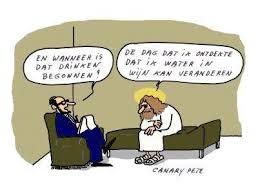 EN WANNEER IS
DAT DRINKEN
BEGONNEN?
DE DAG DAT IK ONTDEKTE
DAT IK WATER IN
WIJN KAN VERANDEREN
CANARY PETE